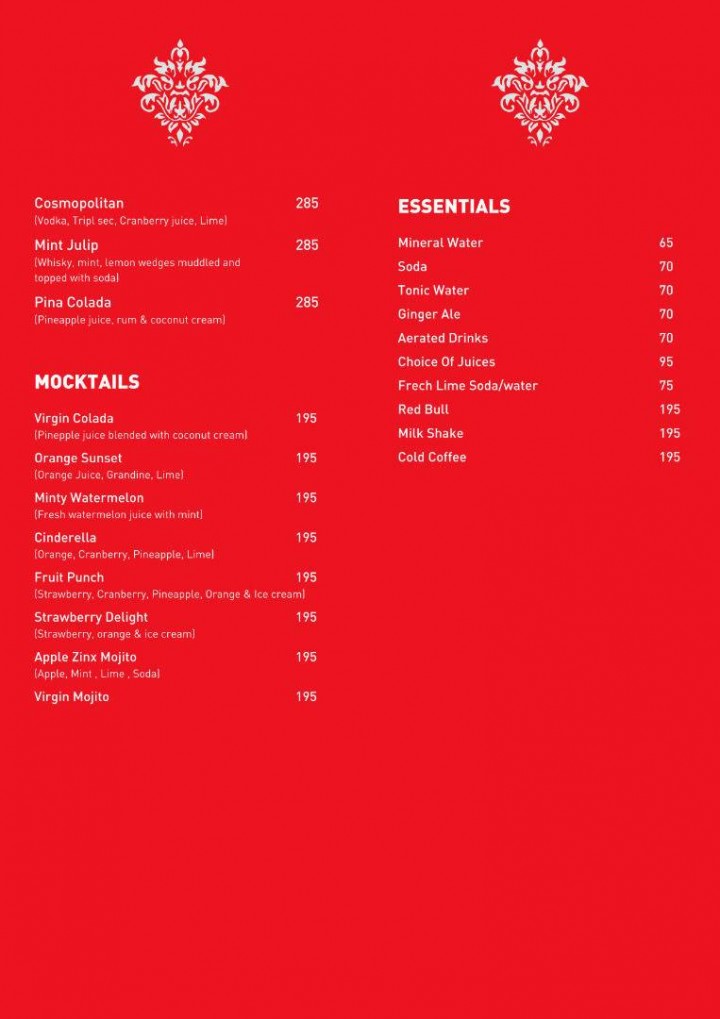 Cosmopolitan 285
(Vodka, Tripl sec, Cranberry juice, Lime)
Mint Julip 285
(Whisky, mint, lemon wedges muddled and
topped with soda)
Pina Colada 285
(Pineapple juice, rum & coconut cream)
MOCKTAILS
Virgin Colada 195
(Pinepple juice blended with coconut cream)
Orange Sunset 195
(Orange Juice, Grandine, Lime)
Minty Watermelon 195
(Fresh watermelon juice with mint)
Cinderella 195
(Orange, Cranberry, Pineapple, Lime)
Fruit Punch 195
(Strawberry, Cranberry, Pineapple, Orange & Ice cream)
Strawberry Delight 195
(Strawberry, orange & ice cream)
Apple Zinx Mojito 195
(Apple, Mint , Lime , Soda)
Virgin Mojito 195
ESSENTIALS
Mineral Water 65
Soda 70
Tonic Water 70
Ginger Ale 70
Aerated Drinks 70
Choice Of Juices 95
Frech Lime Soda/water 75
Red Bull 195
Milk Shake 195
Cold Coffee 195